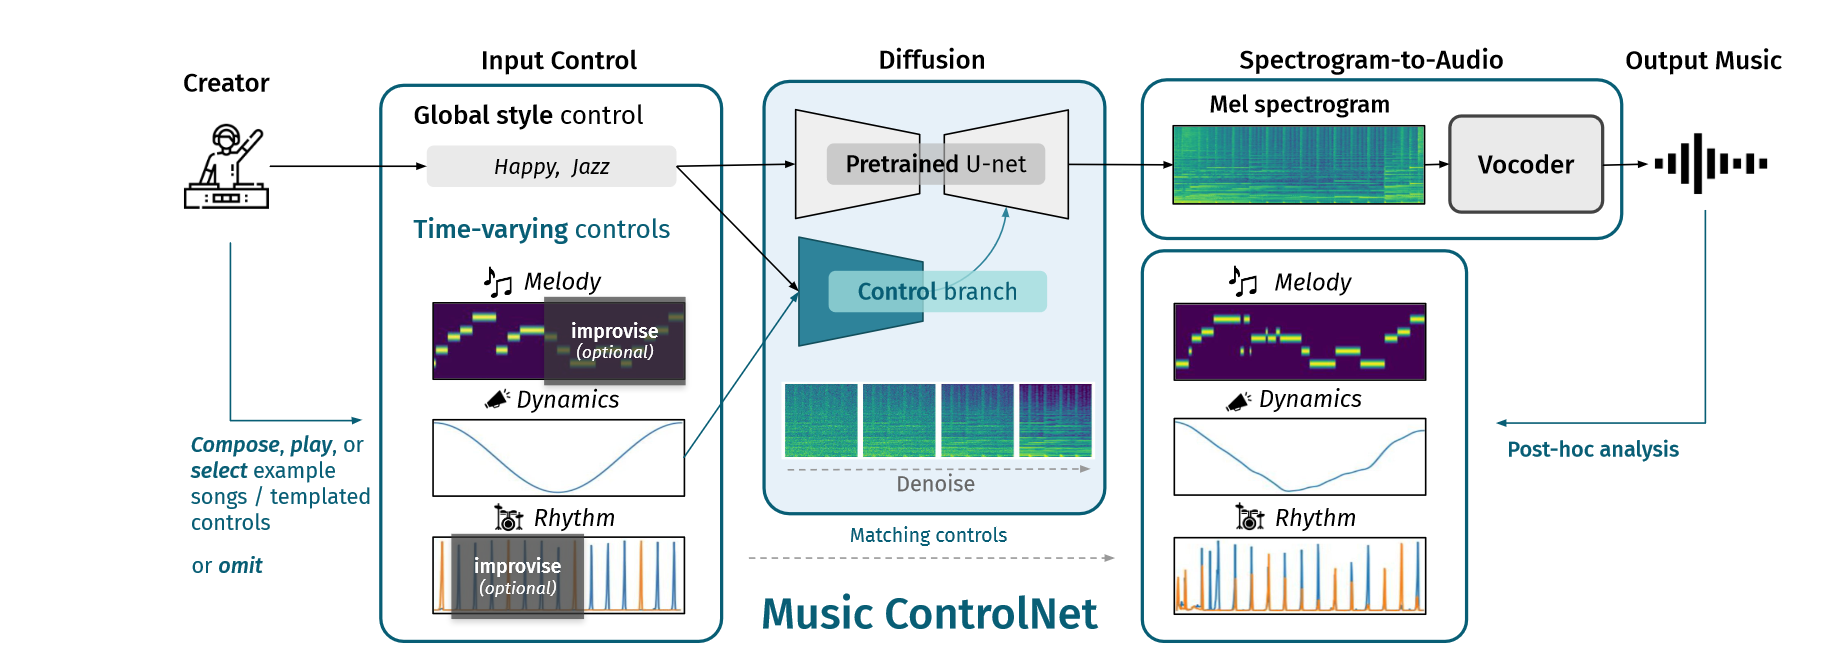 Creator
Input Control
Diffusion
Spectrogram-to-Audio
Output Music
Global style control
Happy, Jazz
Time-varying controls
Melody
improvise
(optional)
Dynamics
Rhythm
improvise
(optional)
Compose, play, or
select example
songs / templated
controls
or omit
Pretrained U-net
Control branch
Denoise
Matching controls
Music ControlNet
Mel spectrogram
Vocoder
Melody
Dynamics
Rhythm
Post-hoc analysis